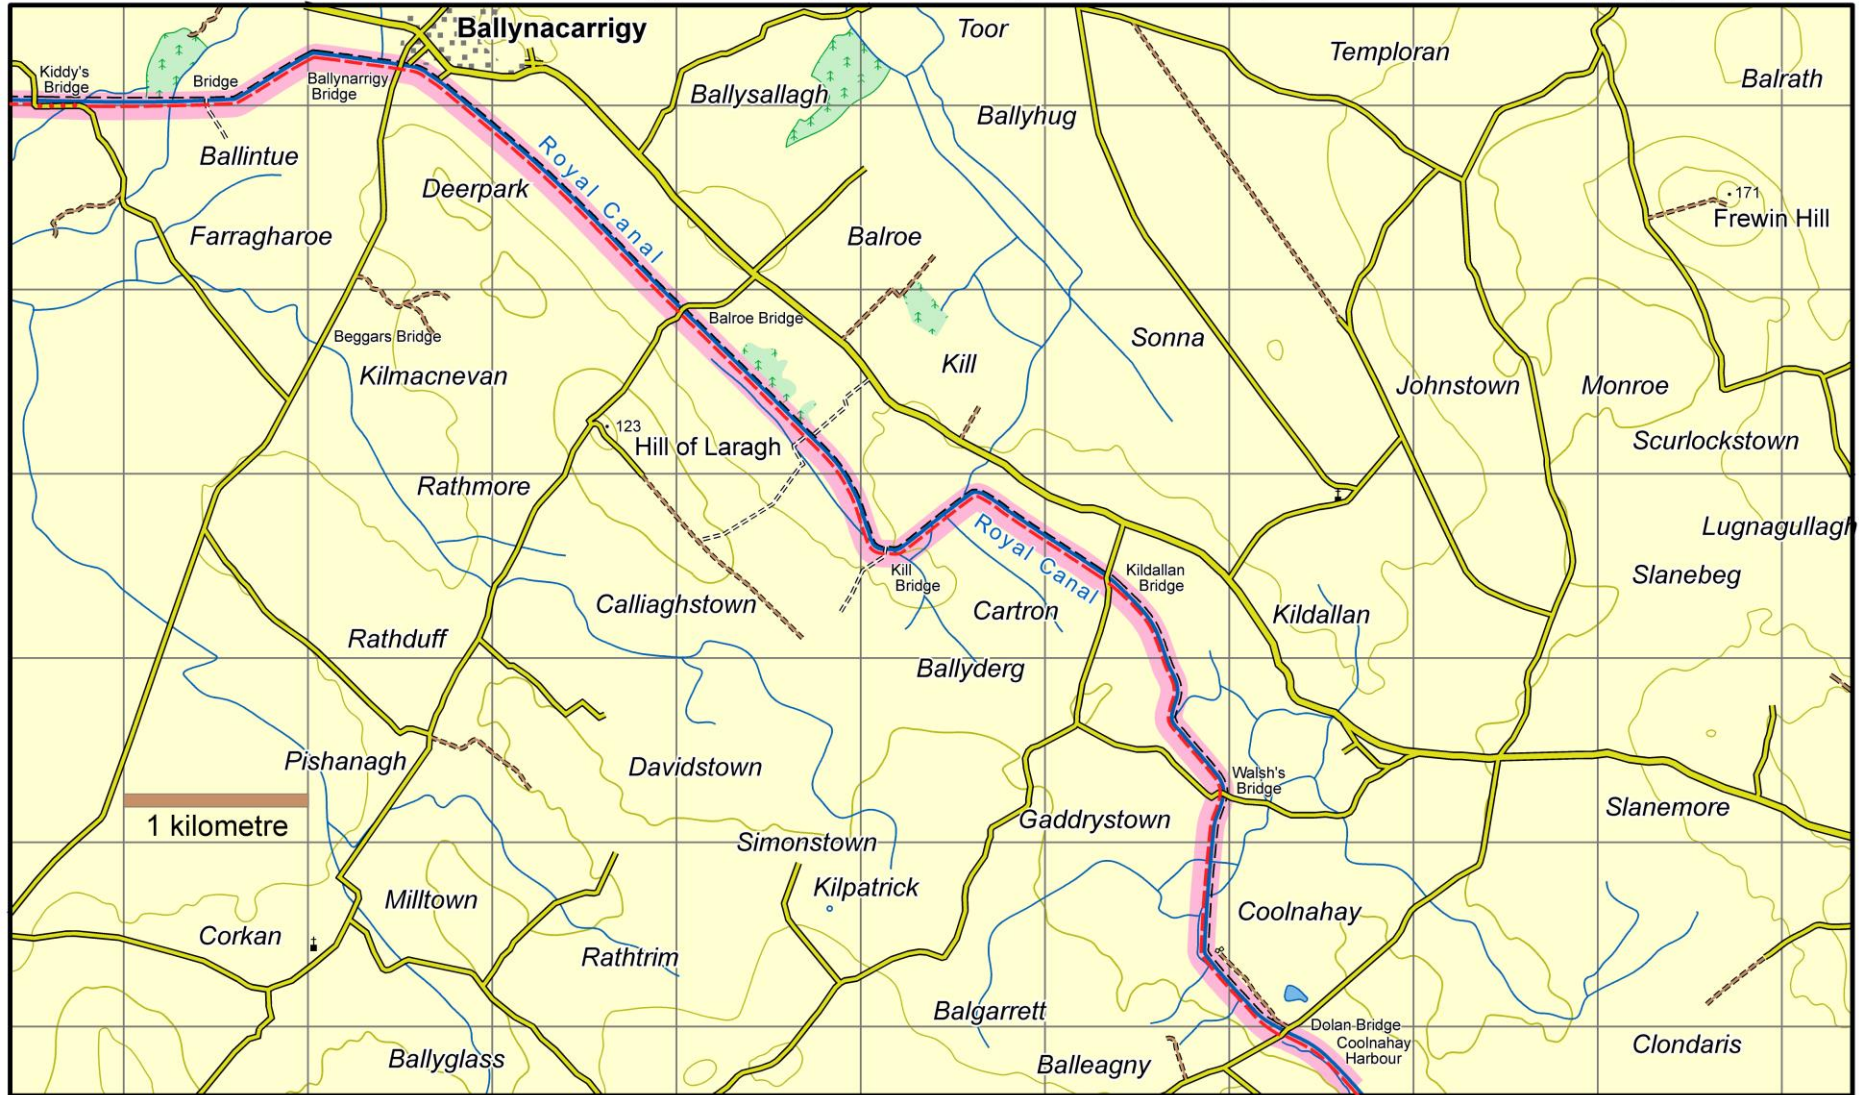 Ballynacarrigy
Toor
Temploran
Balrath
Kiddy's
Bridge
Bridge
Ballynarrigy
Bridge
Ballysallagh
Ballyhug
Ballintue
Deerpark
Royal Canal
171
Frewin Hill
Farragharoe
Balroe
Beggars Bridge
Balroe Bridge
Sonna
Kilmacnevan
Kill
Johnstown
Monroe
123
Hill of Laragh
Scurlockstown
Rathmore
Lugnagullagh
Royal Canal
Kill
Bridge
Kildallan
Bridge
Slanebeg
Calliaghstown
Cartron
Kildallan
Rathduff
Ballyderg
Pishanagh
Davidstown
Walsh's
Bridge
1 kilometre
Gaddrystown
Slanemore
Simonstown
Kilpatrick
Milltown
Coolnahay
Corkan
Rathtrim
Balgarrett
Dolan Bridge
Coolnahay
Harbour
Ballyglass
Balleagny
Clondaris